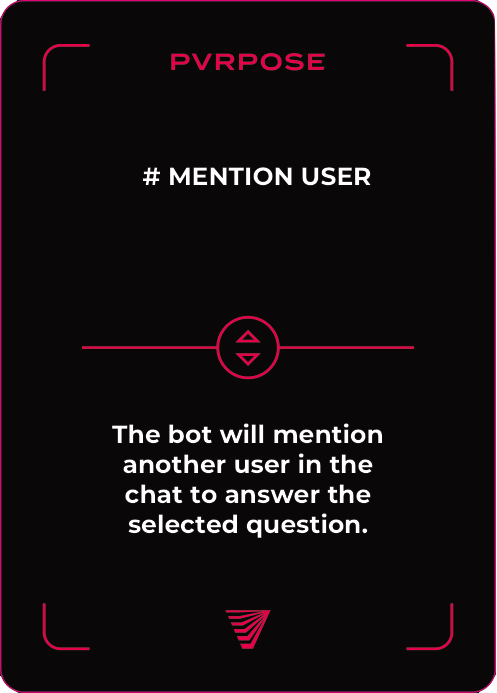 PVRPOSE
# MENTION USER
The bot will mention
another user in the
chat to answer the
selected question.